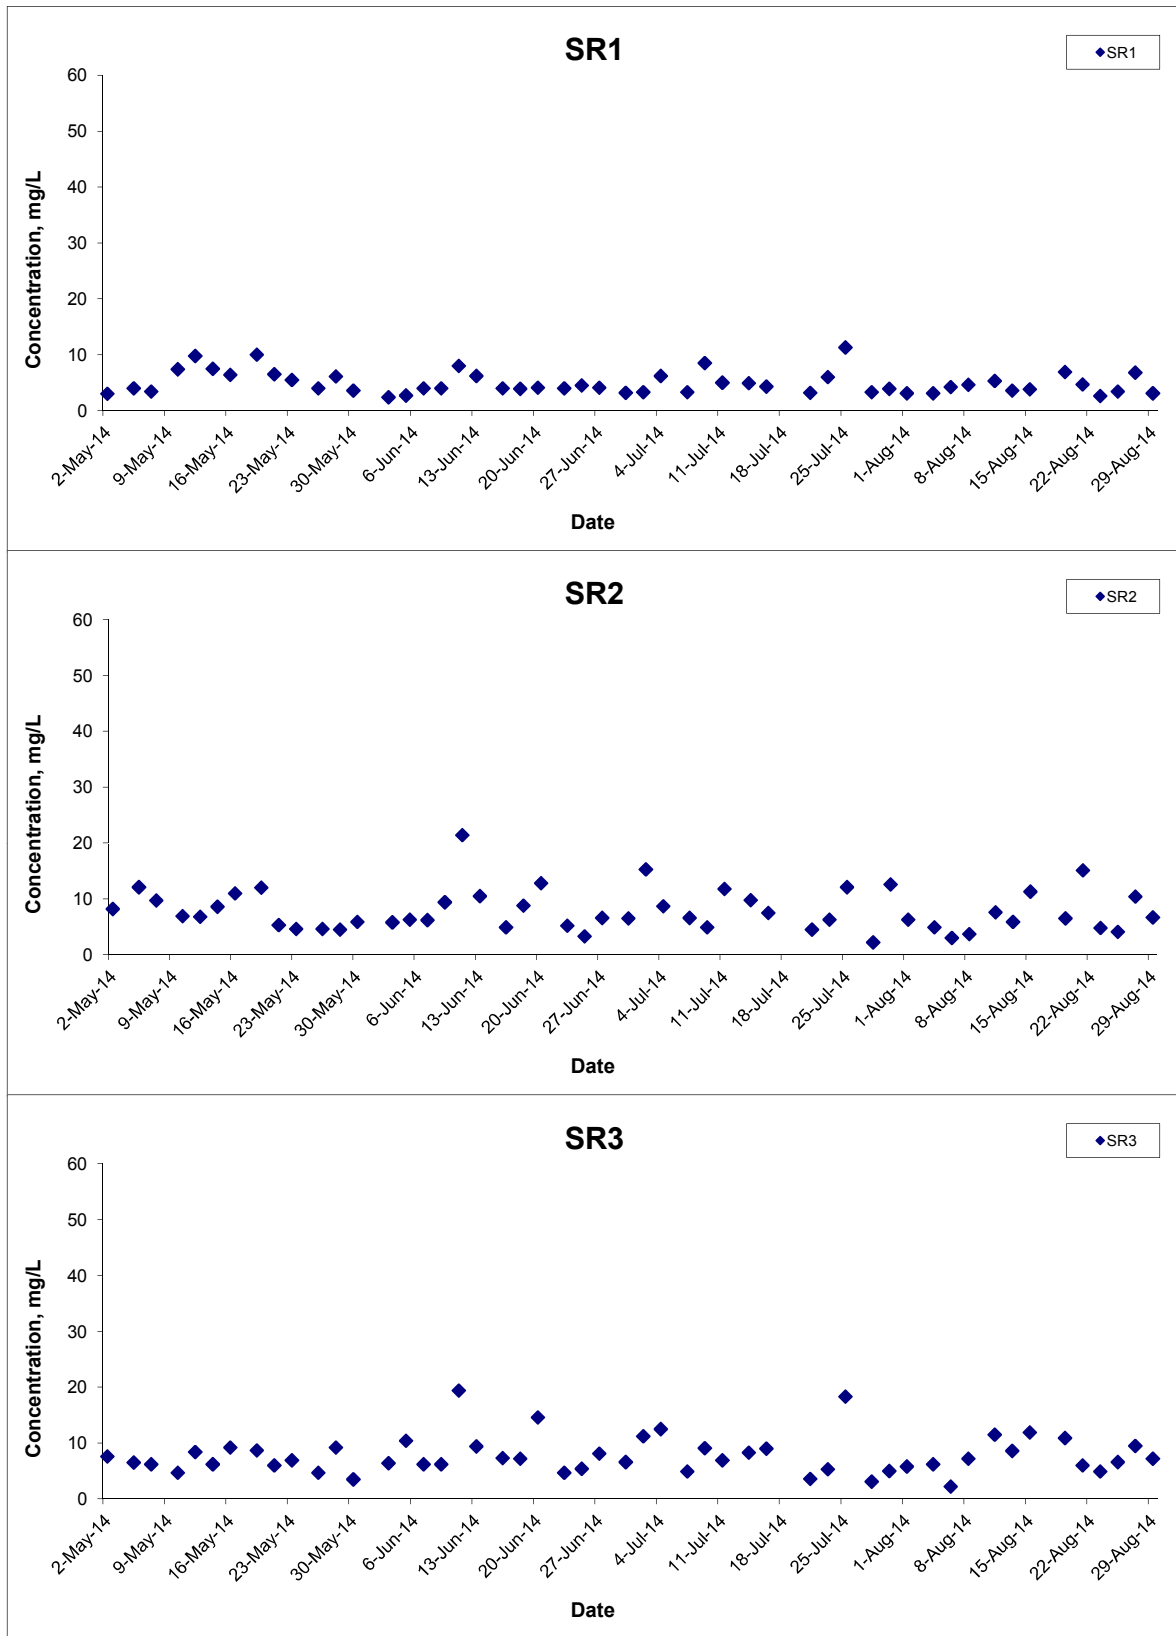 SR1
SR1
60
50
40
30
20
10
0
Concentration, mg/L
2-May-14
9-May-14
16-May-14
23-May-14
30-May-14
6-Jun-14
13-Jun-14
20-Jun-14
27-Jun-14
4-Jul-14
11-Jul-14
18-Jul-14
25-Jul-14
1-Aug-14
8-Aug-14
15-Aug-14
22-Aug-14
29-Aug-14
Date
SR2
SR2
60
50
40
30
20
10
0
Concentration, mg/L
2-May-14
9-May-14
16-May-14
23-May-14
30-May-14
6-Jun-14
13-Jun-14
20-Jun-14
27-Jun-14
4-Jul-14
11-Jul-14
18-Jul-14
25-Jul-14
1-Aug-14
8-Aug-14
15-Aug-14
22-Aug-14
29-Aug-14
Date
SR3
SR3
60
50
40
30
20
10
0
Concentration, mg/L
2-May-14
9-May-14
16-May-14
23-May-14
30-May-14
6-Jun-14
13-Jun-14
20-Jun-14
27-Jun-14
4-Jul-14
11-Jul-14
18-Jul-14
25-Jul-14
1-Aug-14
8-Aug-14
15-Aug-14
22-Aug-14
29-Aug-14
Date